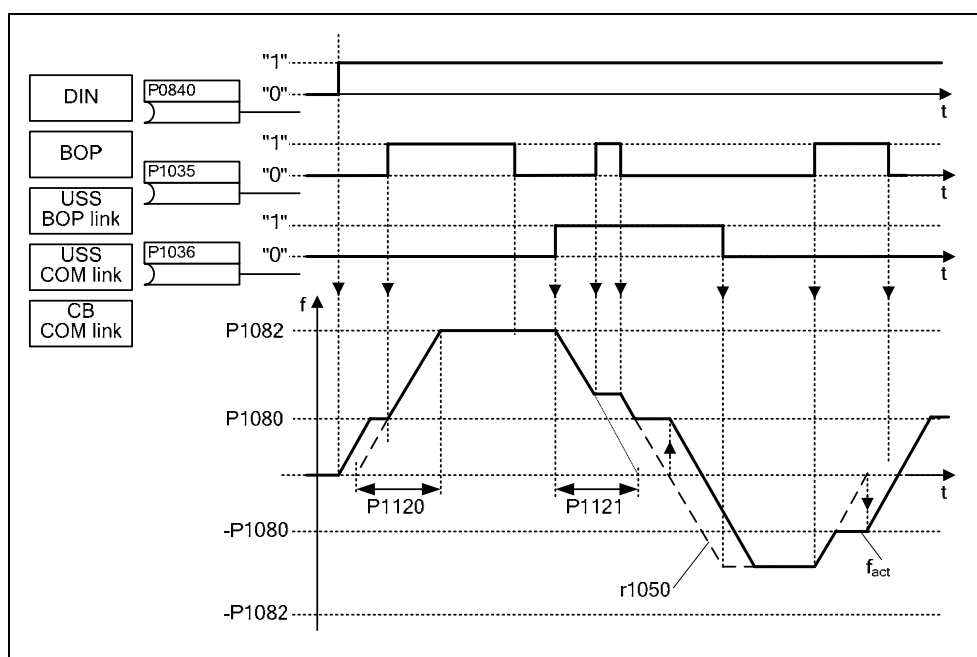 "1"
DIN
P0840
"0"
t
BOP
"1"
P1035
"0"
t
USS
BOP link
"1"
USS
COM link
P1036
"0"
t
CB
COM link
f
P1082
P1080
t
P1120
P1121
-P1080
r1050
fact
-P1082